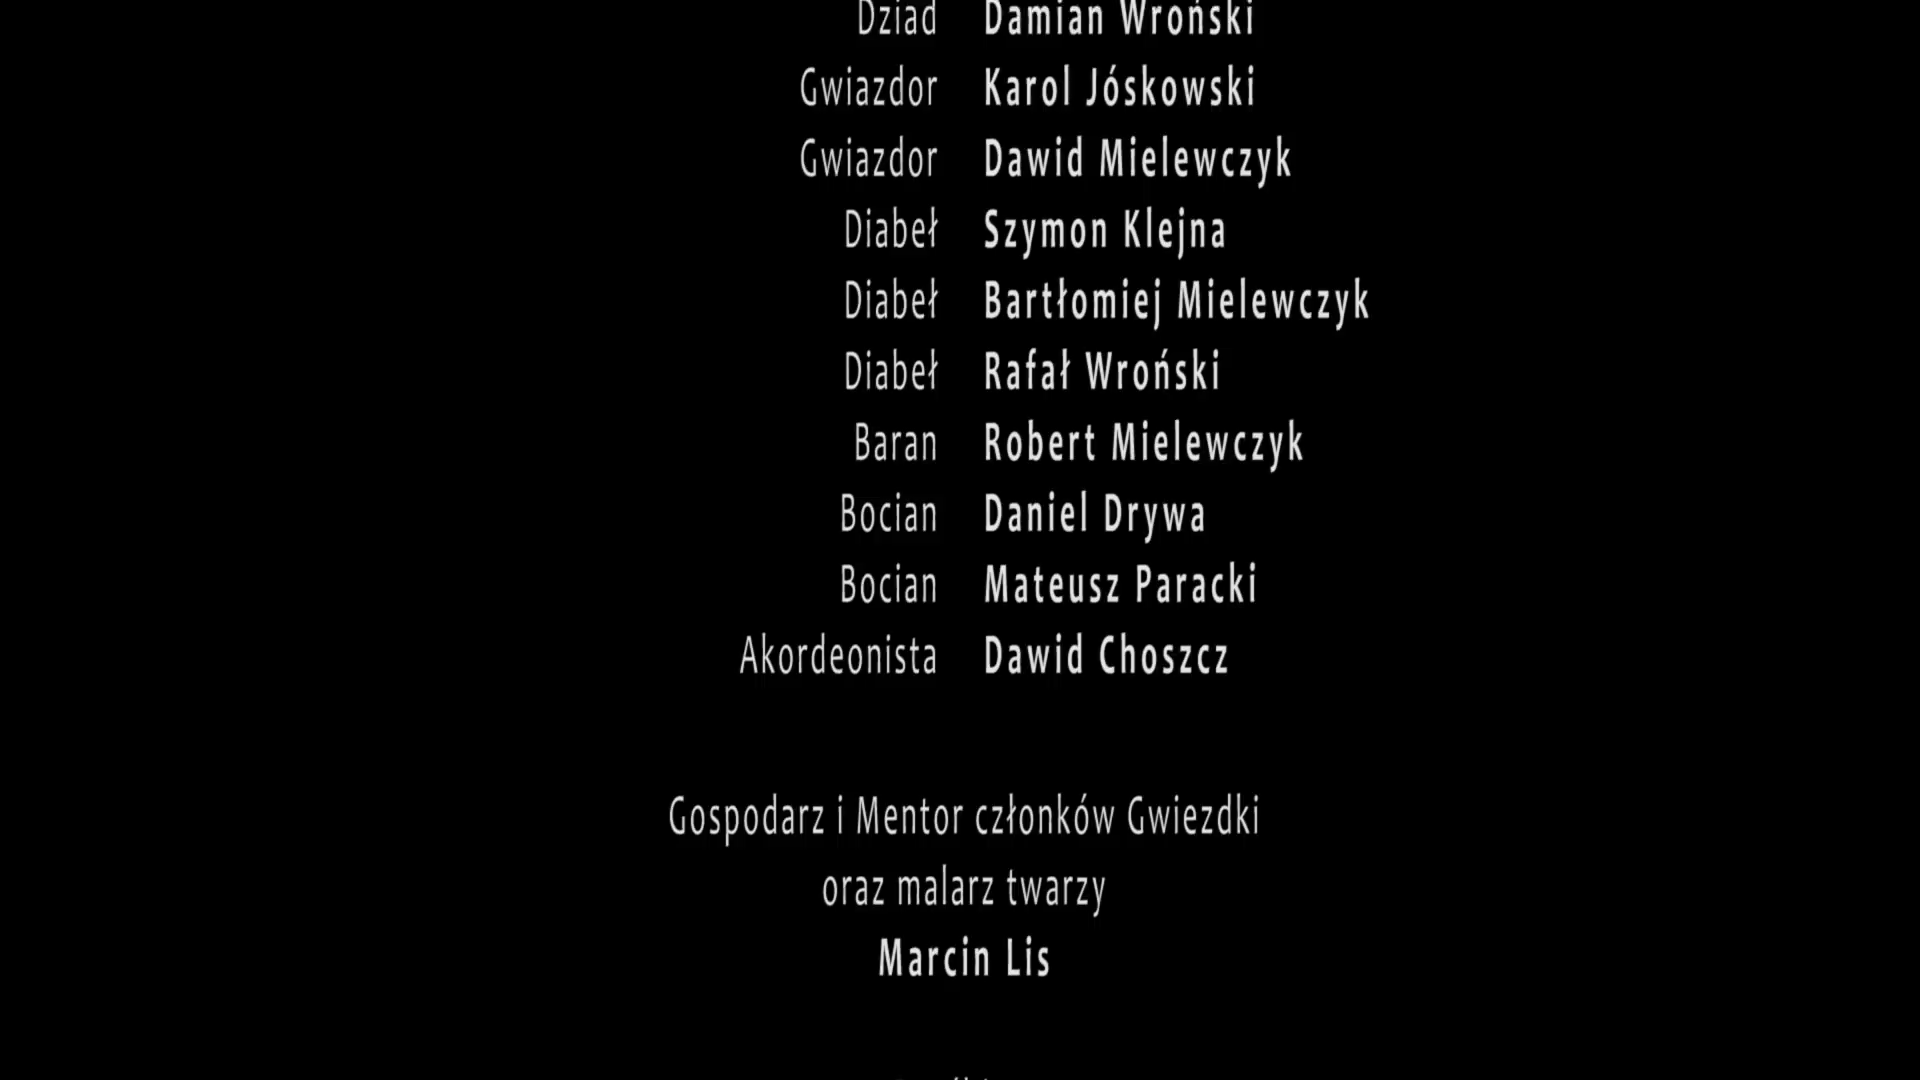 Dziad Damian Wroński
Gwiazdor Karol Jóskowski
Gwiazdor Dawid Mielewczyk
Diabeł Szymon Klejna
Diabeł Bartłomiej Mielewczyk
Diabeł Rafał Wroński
Baran Robert Mielewczyk
Bocian Daniel Drywa
Bocian Mateusz Paracki
Akordeonista Dawid Choszcz
Gospodarz i Mentor członków Gwiezdki
oraz malarz twarzy
Marcin Lis